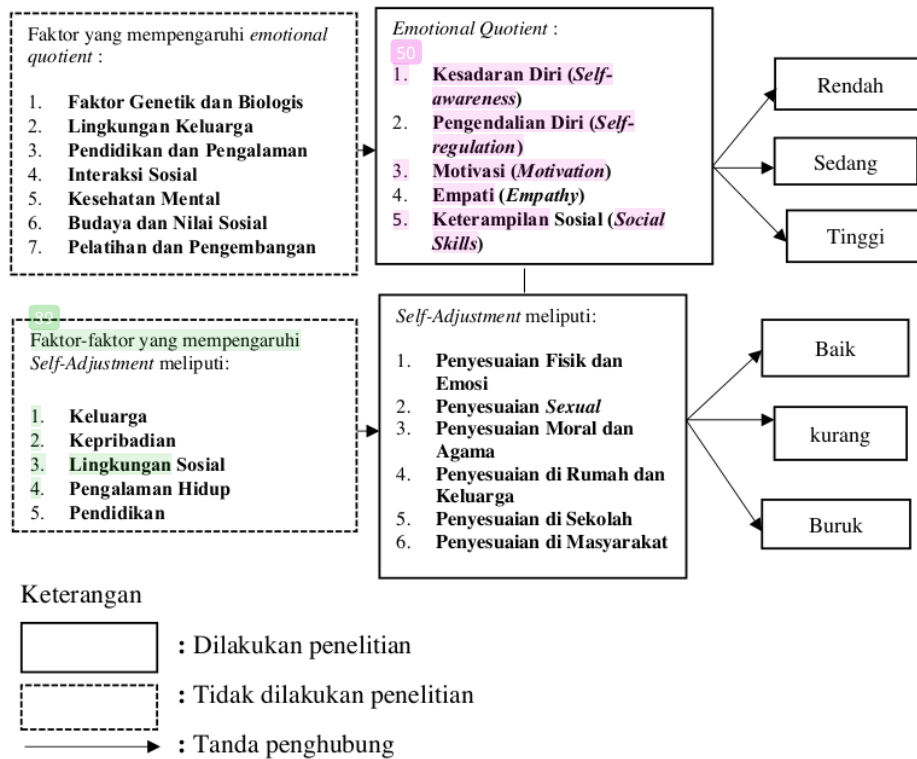 Faktor yang mempengaruhi emotional
quotient :
1. Faktor Genetik dan Biologis
2. Lingkungan Keluarga
3. Pendidikan dan Pengalaman
4. Interaksi Sosial
5. Kesehatan Mental
6. Budaya dan Nilai Sosial
7. Pelatihan dan Pengembangan
Emotional Quotient :
50
1. Kesadaran Diri (Self-
awareness)
2. Pengendalian Diri (Self-
regulation)
3. Motivasi (Motivation)
4. Empati (Empathy)
5. Keterampilan Sosial (Social
Skills)
Rendah
Sedang
Tinggi
89
Faktor-faktor yang mempengaruhi
Self-Adjustment meliputi:
1. Keluarga
2. Kepribadian
3. Lingkungan Sosial
4. Pengalaman Hidup
5. Pendidikan
Self-Adjustment meliputi:
1. Penyesuaian Fisik dan
Emosi
2. Penyesuaian Sexual
3. Penyesuaian Moral dan
Agama
4. Penyesuaian di Rumah dan
Keluarga
5. Penyesuaian di Sekolah
6. Penyesuaian di Masyarakat
Baik
kurang
Buruk
Keterangan
: Dilakukan penelitian
: Tidak dilakukan penelitian
: Tanda penghubung